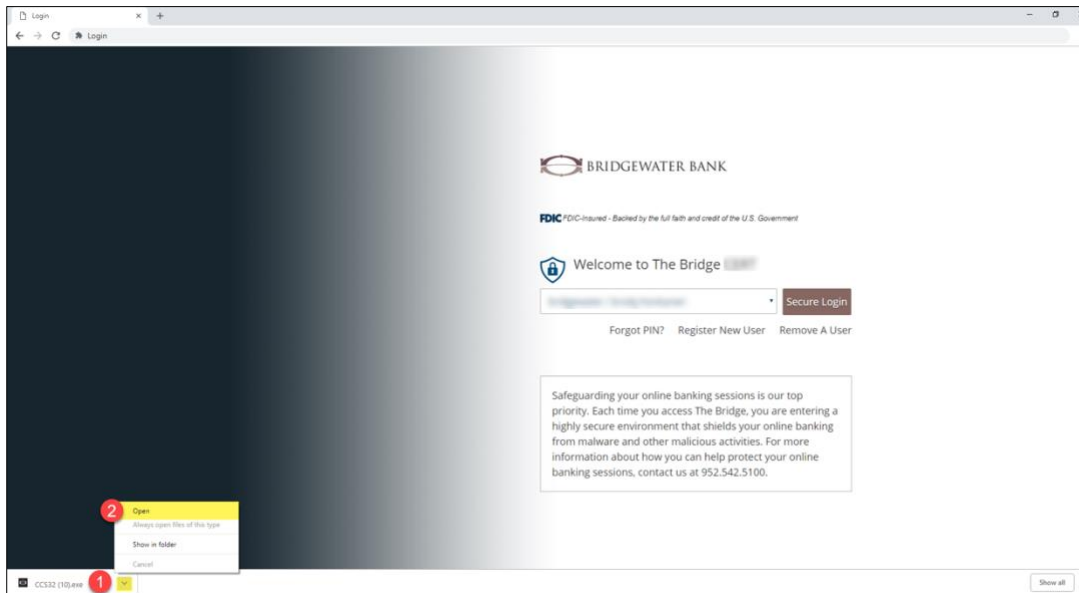 Login
Login
BRIDGEWATER BANK
FDIC FDIC-Insured - Backed by the full faith and credit of the U.S. Government
Welcome to The Bridge
Secure Login
Forgot PIN? Register New User Remove A User
Safeguarding your online banking sessions is our top
priority. Each time you access The Bridge, you are entering a
highly secure environment that shields your online banking
from malware and other malicious activities. For more
information about how you can help protect your online
banking sessions, contact us at 952.542.5100.
2 Open
Always open files of this type
Show in folder
Cancel
CCS32 (10).exe 1 Show all